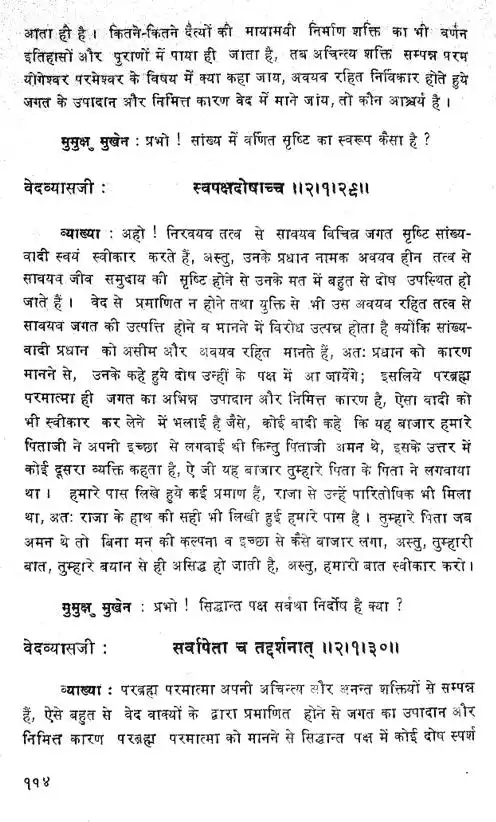 आता ही है । कितने-कितने दैत्यों की मायामयी निर्माण शक्ति का भी वर्णन
इतिहासों और पुराणों में पाया ही जाता है, तब अचिन्त्य शक्ति सम्पन्न परम
योगेश्वर परमेश्वर के विषय में क्या कहा जाय, अवयव रहित निर्विकार होते हुये
जगत के उपादान और निमित्त कारण वेद में माने जांय, तो कौन आश्चर्य है ।
मुमुक्षु मुखेन : प्रभो ! सांख्य में वर्णित सृष्टि का स्वरूप कैसा है ?
वेदव्यासजी : स्वपक्षदोषाच्च ॥२।१।२९॥
व्याख्या : अहो ! निरवयव तत्व से सावयव विचित्र जगत सृष्टि सांख्य-
वादी स्वयं स्वीकार करते हैं, अस्तु, उनके प्रधान नामक अवयव हीन तत्व से
सावयव जीव समुदाय की सृष्टि होने से उनके मत में बहुत से दोष उपस्थित हो
जाते हैं । वेद से प्रमाणित न होने तथा युक्ति से भी उस अवयव रहित तत्व से
सावयव जगत की उत्पत्ति होने व मानने में विरोध उत्पन्न होता है क्योंकि सांख्य-
वादी प्रधान को असीम और अवयव रहित मानते हैं, अतः प्रधान को कारण
मानने से, उनके कहे हुये दोष उन्हीं के पक्ष में आ जायेंगे; इसलिये परब्रह्म
परमात्मा ही जगत का अभिन्न उपादान और निमित्त कारण है, ऐसा वादी को
भी स्वीकार कर लेने में भलाई है जैसे, कोई वादी कहे कि यह बाजार हमारे
पिताजी ने अपनी इच्छा से लगवाई थी किन्तु पिताजी अमन थे, इसके उत्तर में
कोई दूसरा व्यक्ति कहता है, ऐ जी यह बाजार तुम्हारे पिता के पिता ने लगवाया
था । हमारे पास लिखे हुये कई प्रमाण हैं, राजा से उन्हें पारितोषिक भी मिला
था, अतः राजा के हाथ की सही भी लिखी हुई हमारे पास है । तुम्हारे पिता जब
अमन थे तो बिना मन की कल्पना व इच्छा से कैसे बाजार लगा, अस्तु, तुम्हारी
बात, तुम्हारे बयान से ही असिद्ध हो जाती है, अस्तु, हमारी बात स्वीकार करो ।
मुमुक्षु मुखेन : प्रभो ! सिद्धान्त पक्ष सर्वथा निर्दोष है क्या ?
वेदव्यासजी : सर्वापेता च तद्दर्शनात् ॥२।१।३०॥
व्याख्या : परब्रह्म परमात्मा अपनी अचिन्त्य और अनन्त शक्तियों से सम्पन्न
हैं, ऐसे बहुत से वेद वाक्यों के द्वारा प्रमाणित होने से जगत का उपादान और
निमित्त कारण परब्रह्म परमात्मा को मानने से सिद्धान्त पक्ष में कोई दोष स्पर्श
११४